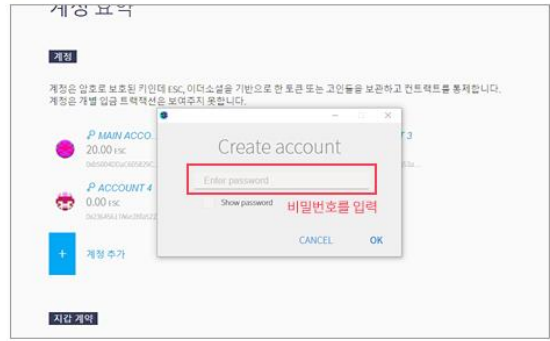 계정 요약
계정
계정은 암호로 보호된 키인데 ESC, 이더소셜을 기반으로 한 토큰 또는 고인돌을 보관하고 컨트랙트를 통제합니다.
계정은 개별 입금 트랙잭션은 보여주지 못합니다.
MAIN ACCO...
20.00 ESC
T 3
Create account
Enter password
Show password
비밀번호를 입력
CANCEL OK
ACCOUNT 4
0.00 ESC
+ 계정 추가
지갑 계약